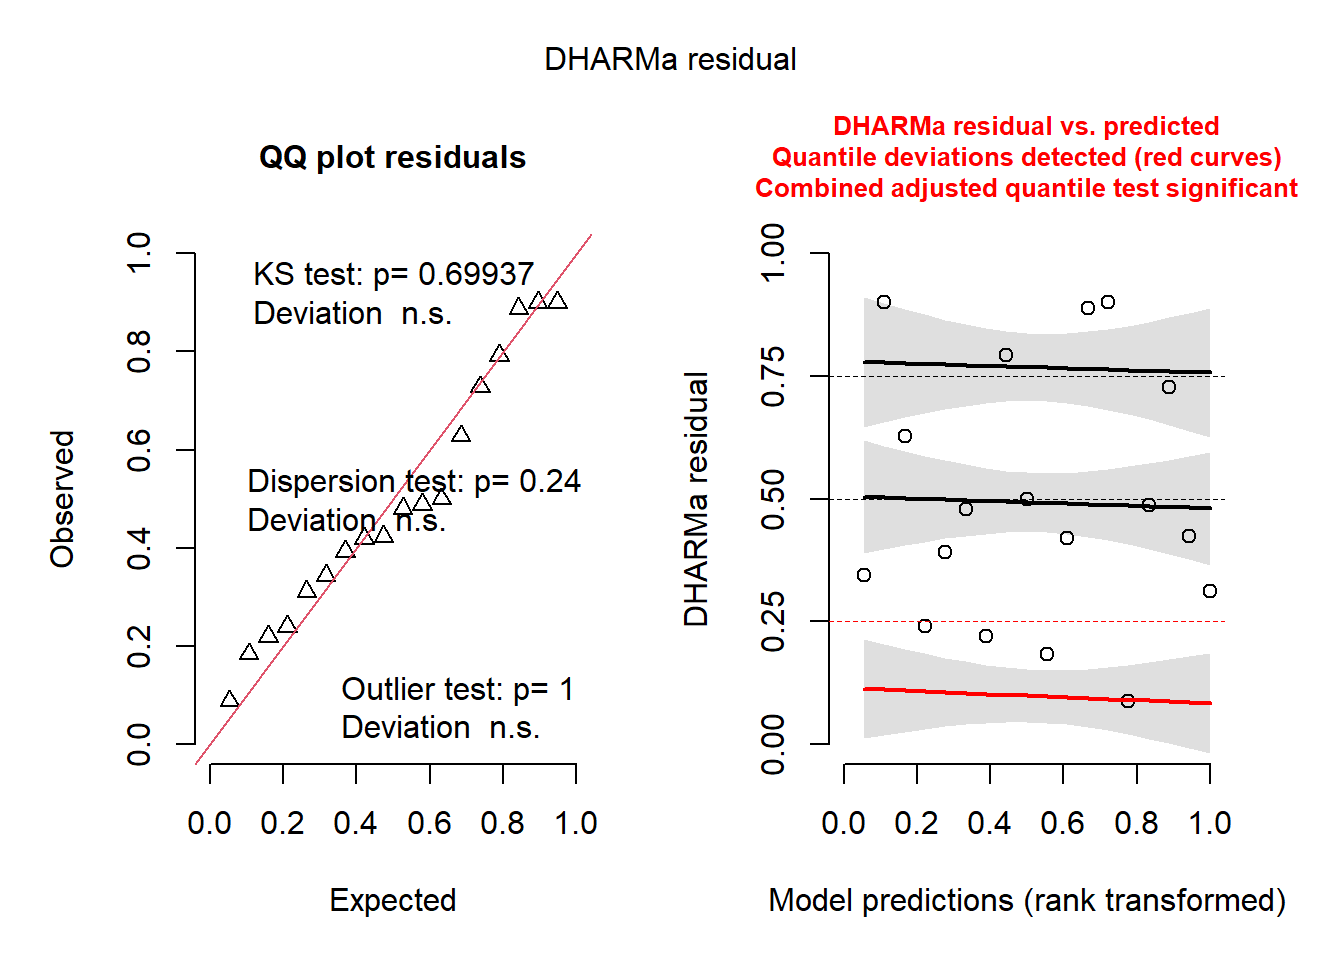 DHARMa residual
QQ plot residuals
KS test: p= 0.69937
Deviation  n.s.
Dispersion test: p= 0.24
Deviation  n.s.
Outlier test: p= 1
Deviation  n.s.
Observed
0.0
0.2
0.4
0.6
0.8
1.0
0.0 0.2 0.4 0.6 0.8 1.0
Expected
DHARMa residual vs. predicted
Quantile deviations detected (red curves)
Combined adjusted quantile test significant
DHARMa residual
0.00
0.25
0.50
0.75
1.00
0.0 0.2 0.4 0.6 0.8 1.0
Model predictions (rank transformed)